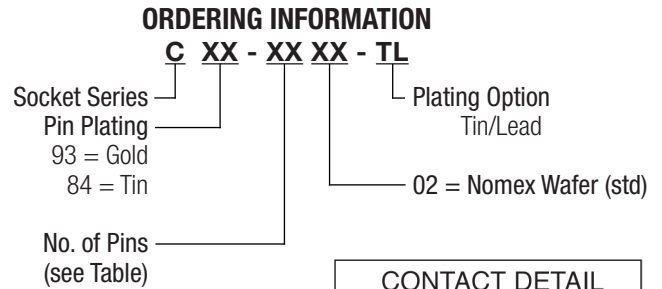 ORDERING INFORMATION
C XX - XX XX - TL
Socket Series
Pin Plating
93 = Gold
84 = Tin
No. of Pins
(see Table)
Plating Option
Tin/Lead
02 = Nomex Wafer (std)
CONTACT DETAIL